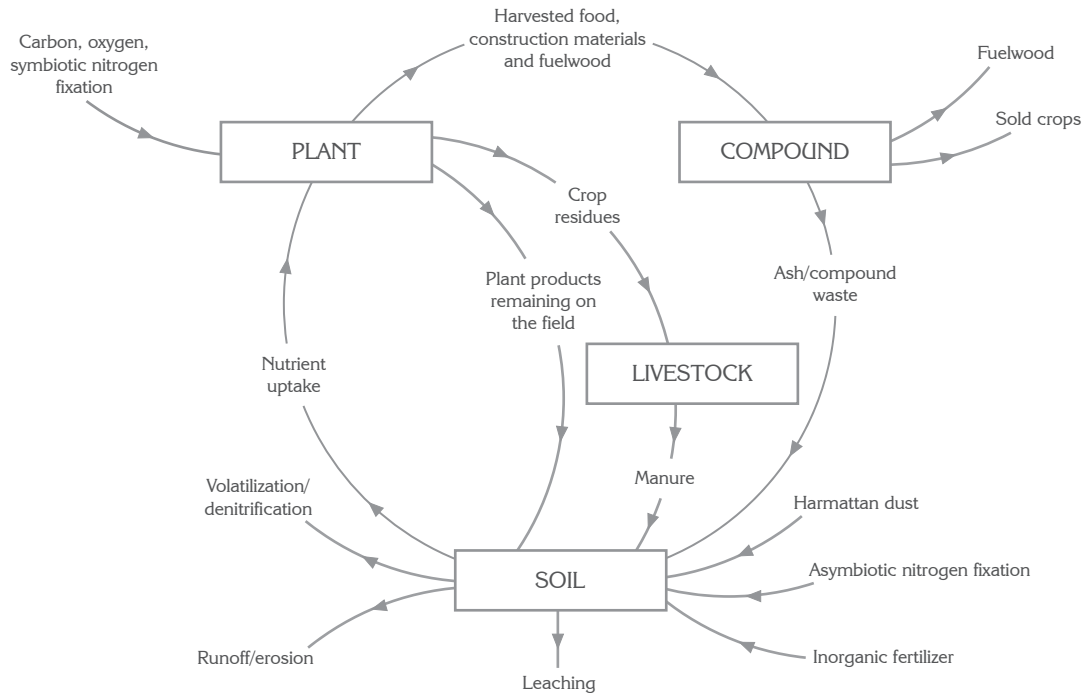 Harvested food,
construction materials
and fuelwood
Carbon, oxygen,
symbiotic nitrogen
fixation
Fuelwood
Sold crops
PLANT
COMPOUND
Crop
residues
Plant products
remaining on
the field
Ash/compound
waste
Nutrient
uptake
LIVESTOCK
Manure
Volatilization/
denitrification
Harmattan dust
SOIL
Asymbiotic nitrogen fixation
Runoff/erosion
Inorganic fertilizer
Leaching